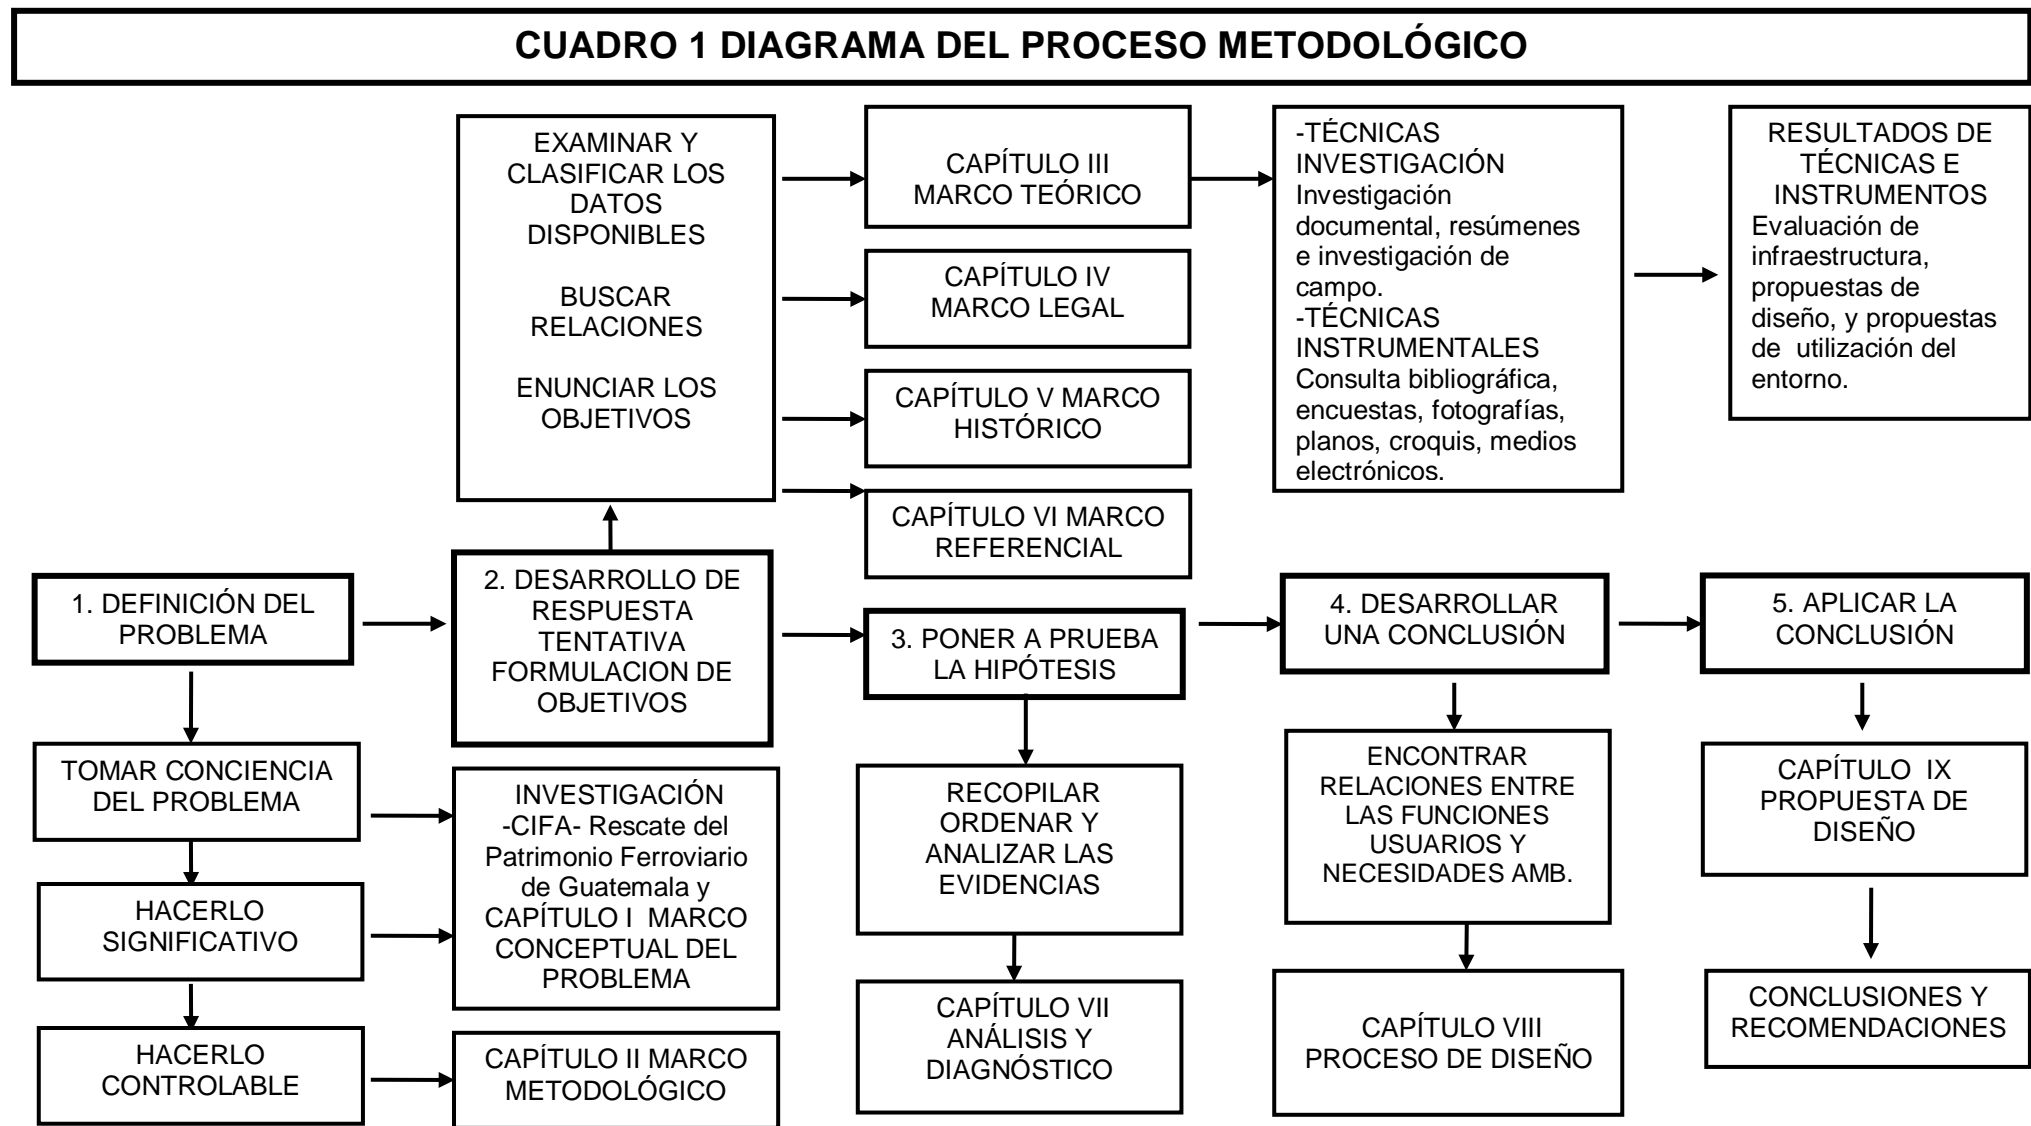 CUADRO 1 DIAGRAMA DEL PROCESO METODOLÓGICO
EXAMINAR Y
CLASIFICAR LOS
DATOS
DISPONIBLES
BUSCAR
RELACIONES
ENUNCIAR LOS
OBJETIVOS
CAPÍTULO III
MARCO TEÓRICO
CAPÍTULO IV
MARCO LEGAL
CAPÍTULO V MARCO
HISTÓRICO
CAPÍTULO VI MARCO
REFERENCIAL
-TÉCNICAS
INVESTIGACIÓN
Investigación
documental, resúmenes
e investigación de
campo.
-TÉCNICAS
INSTRUMENTALES
Consulta bibliográfica,
encuestas, fotografías,
planos, croquis, medios
electrónicos.
RESULTADOS DE
TÉCNICAS E
INSTRUMENTOS
Evaluación de
infraestructura,
propuestas de
diseño, y propuestas
de utilización del
entorno.
1. DEFINICIÓN DEL
PROBLEMA
2. DESARROLLO DE
RESPUESTA
TENTATIVA
FORMULACION DE
OBJETIVOS
3. PONER A PRUEBA
LA HIPÓTESIS
4. DESARROLLAR
UNA CONCLUSIÓN
5. APLICAR LA
CONCLUSIÓN
TOMAR CONCIENCIA
DEL PROBLEMA
HACERLO
SIGNIFICATIVO
HACERLO
CONTROLABLE
INVESTIGACIÓN
-CIFA- Rescate del
Patrimonio Ferroviario
de Guatemala y
CAPÍTULO I MARCO
CONCEPTUAL DEL
PROBLEMA
CAPÍTULO II MARCO
METODOLÓGICO
RECOPILAR
ORDENAR Y
ANALIZAR LAS
EVIDENCIAS
CAPÍTULO VII
ANÁLISIS Y
DIAGNÓSTICO
ENCONTRAR
RELACIONES ENTRE
LAS FUNCIONES
USUARIOS Y
NECESIDADES AMB.
CAPÍTULO VIII
PROCESO DE DISEÑO
CAPÍTULO IX
PROPUESTA DE
DISEÑO
CONCLUSIONES Y
RECOMENDACIONES